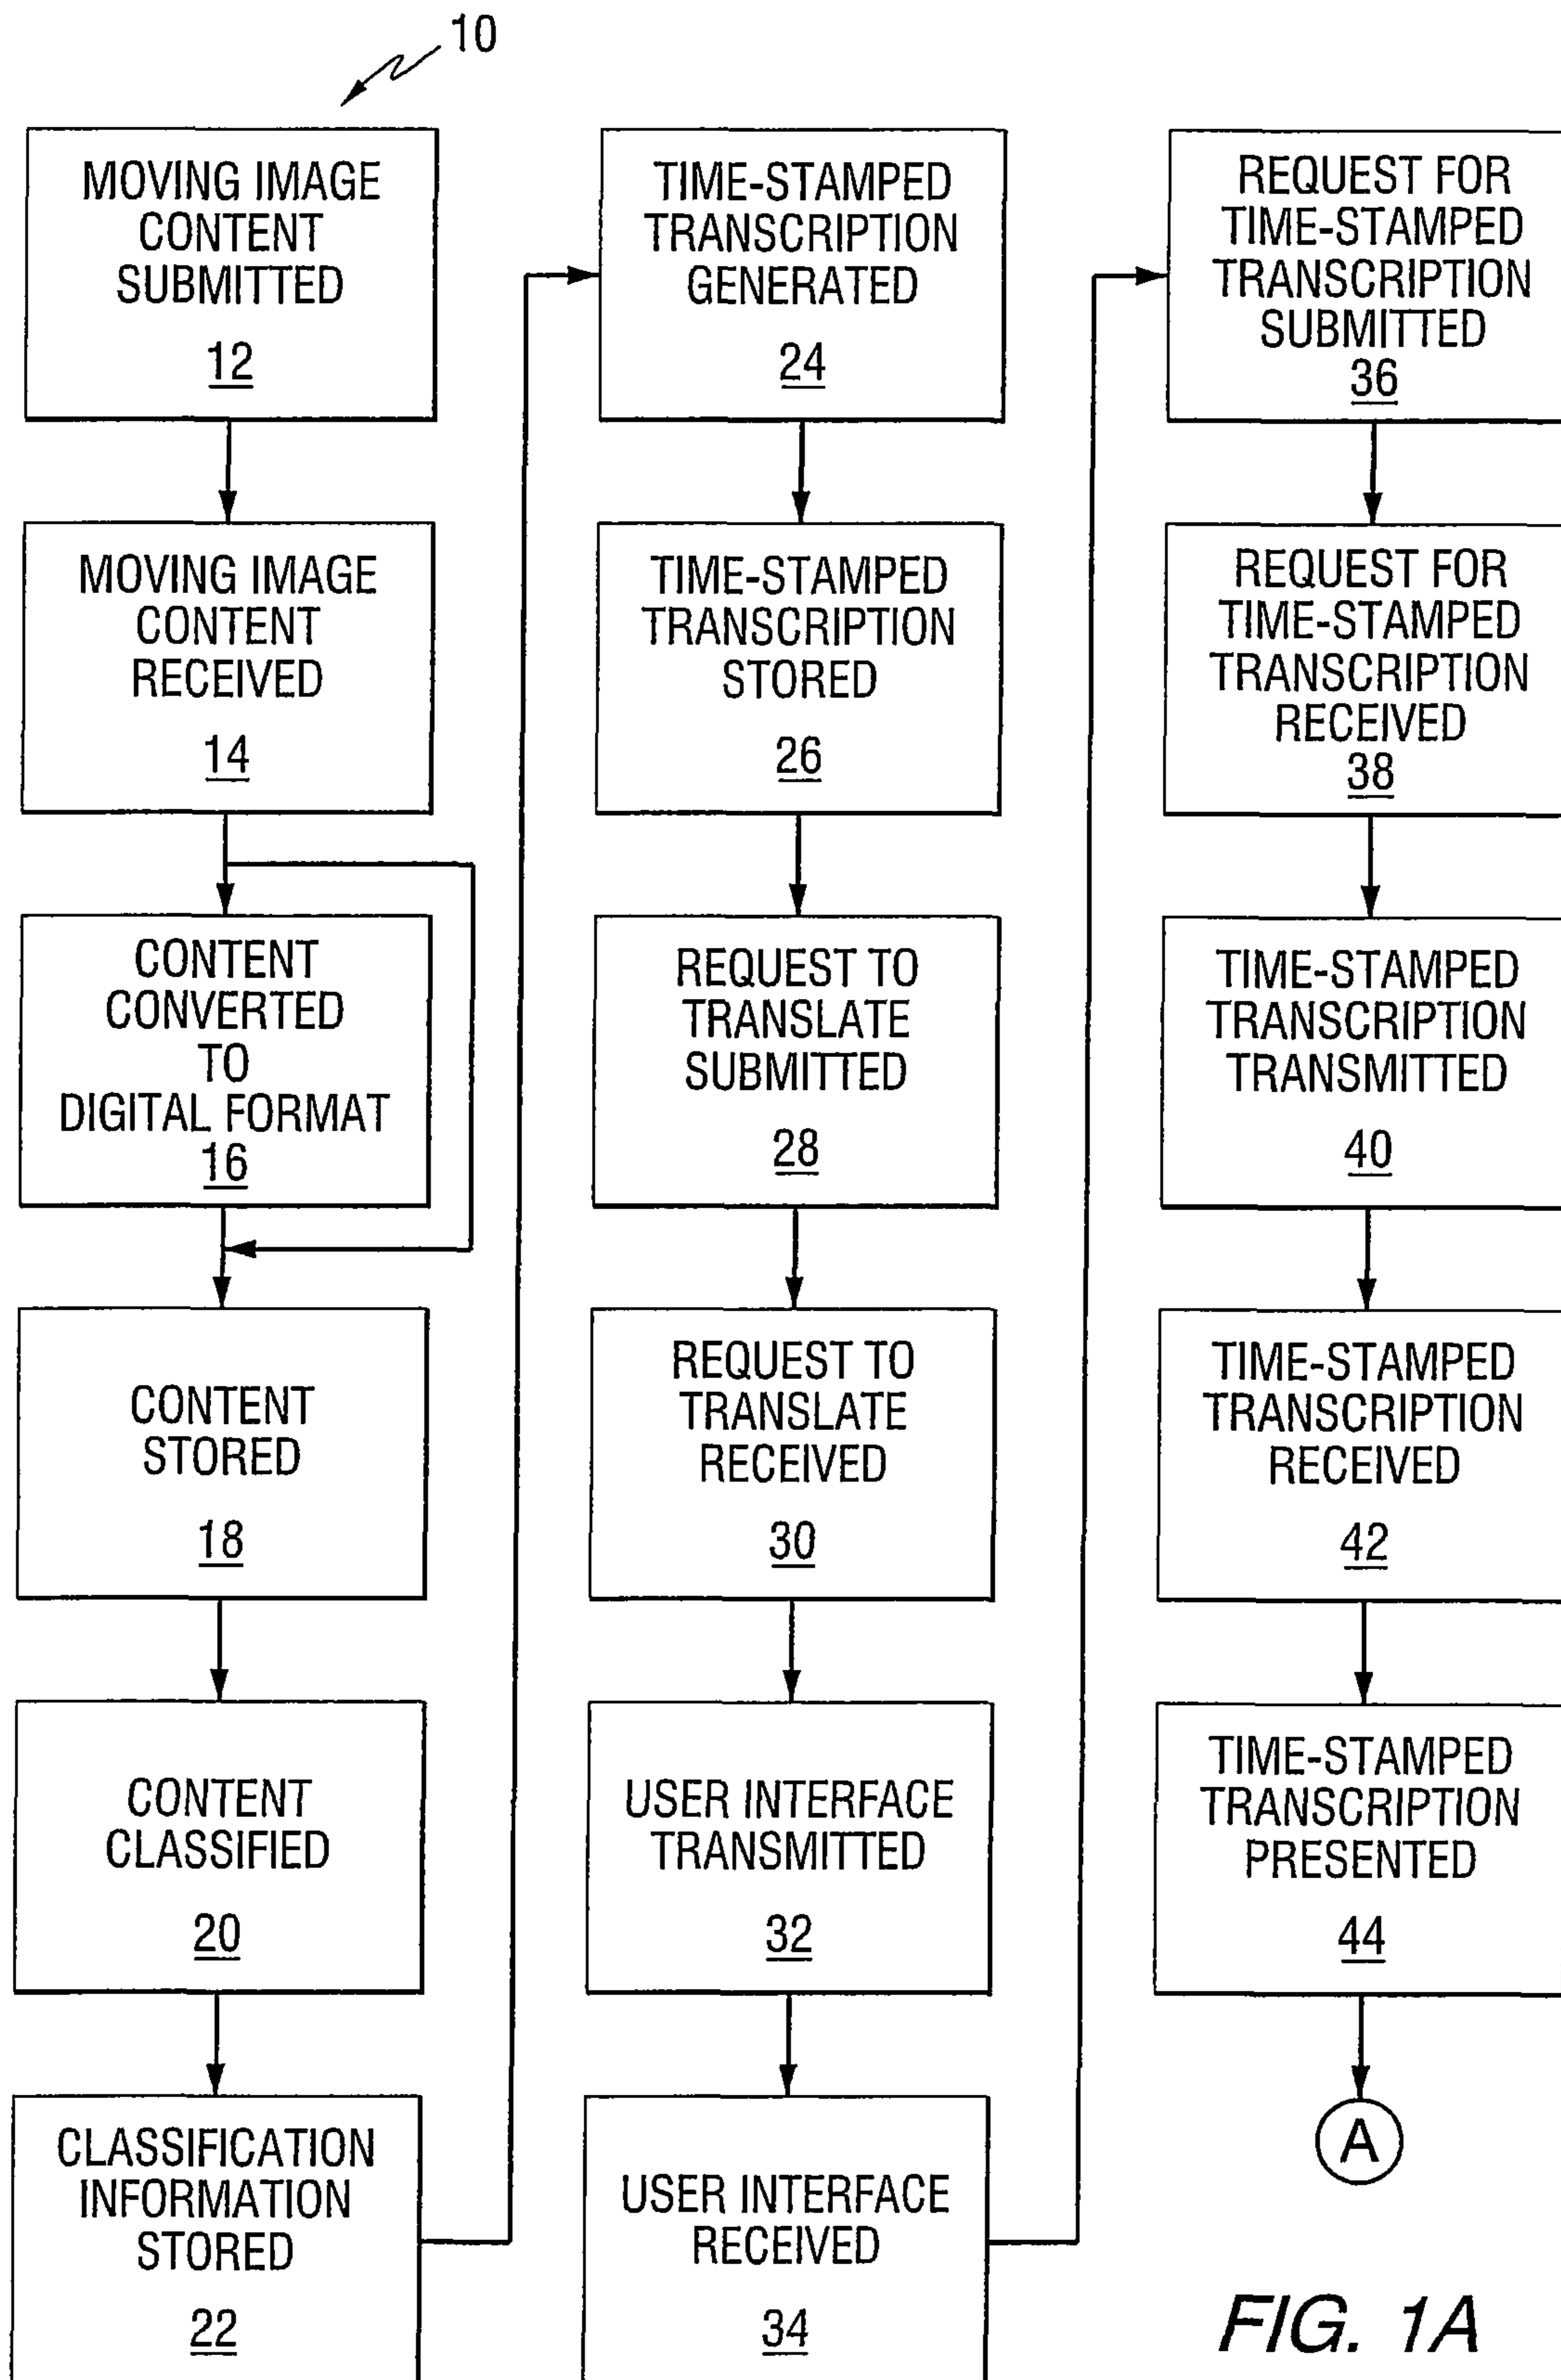 10
MOVING IMAGE
CONTENT
SUBMITTED
12
MOVING IMAGE
CONTENT
RECEIVED
14
CONTENT
CONVERTED
TO
DIGITAL FORMAT
16
CONTENT
STORED
18
CONTENT
CLASSIFIED
20
CLASSIFICATION
INFORMATION
STORED
22
TIME-STAMPED
TRANSCRIPTION
GENERATED
24
TIME-STAMPED
TRANSCRIPTION
STORED
26
REQUEST TO
TRANSLATE
SUBMITTED
28
REQUEST TO
TRANSLATE
RECEIVED
30
USER INTERFACE
TRANSMITTED
32
USER INTERFACE
RECEIVED
34
REQUEST FOR
TIME-STAMPED
TRANSCRIPTION
SUBMITTED
36
REQUEST FOR
TIME-STAMPED
TRANSCRIPTION
RECEIVED
38
TIME-STAMPED
TRANSCRIPTION
TRANSMITTED
40
TIME-STAMPED
TRANSCRIPTION
RECEIVED
42
TIME-STAMPED
TRANSCRIPTION
PRESENTED
44
A
FIG. 1A